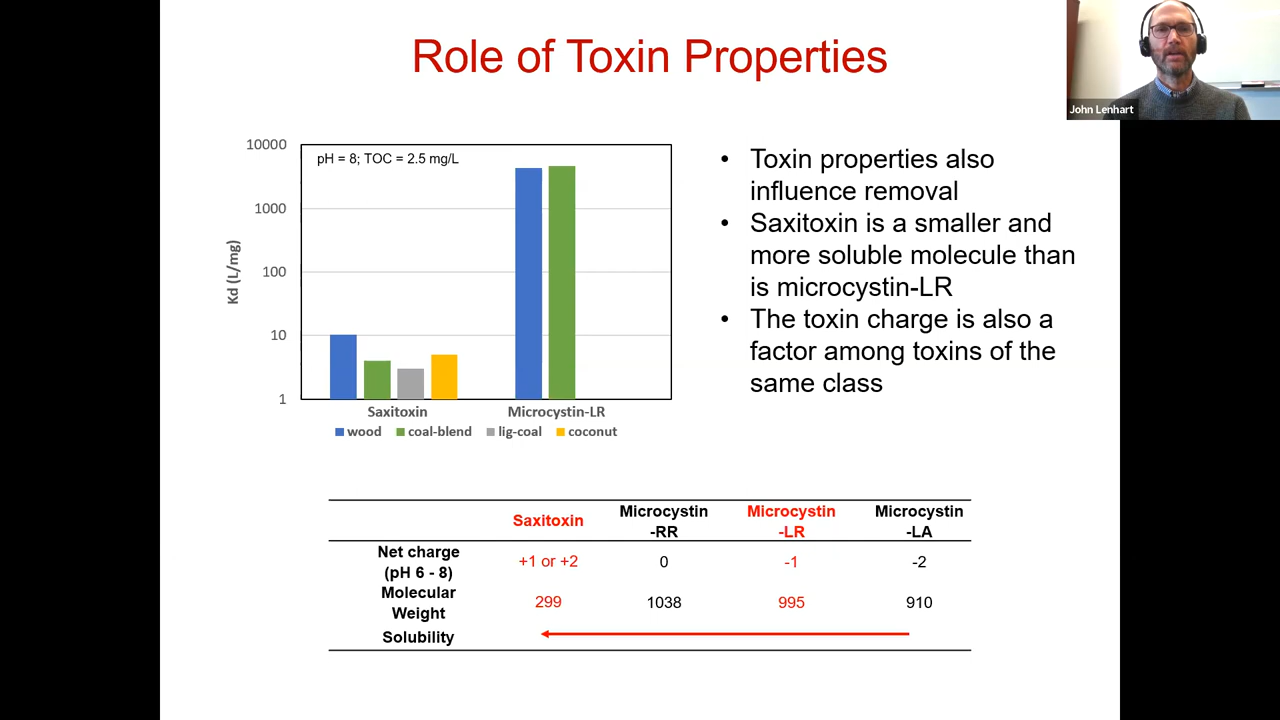 Role of Toxin Properties
John Lenhart
10000
1000
100
10
1
Kd (L/mg)
pH = 8; TOC = 2.5 mg/L
Saxitoxin
Microcystin-LR
wood
coal-blend
lig-coal
coconut
• Toxin properties also
influence removal
• Saxitoxin is a smaller and
more soluble molecule than
is microcystin-LR
• The toxin charge is also a
factor among toxins of the
same class
Saxitoxin
Microcystin
-RR
Microcystin
-LR
Microcystin
-LA
Net charge
(pH 6 - 8)
+1 or +2
0
-1
-2
Molecular
Weight
299
1038
995
910
Solubility